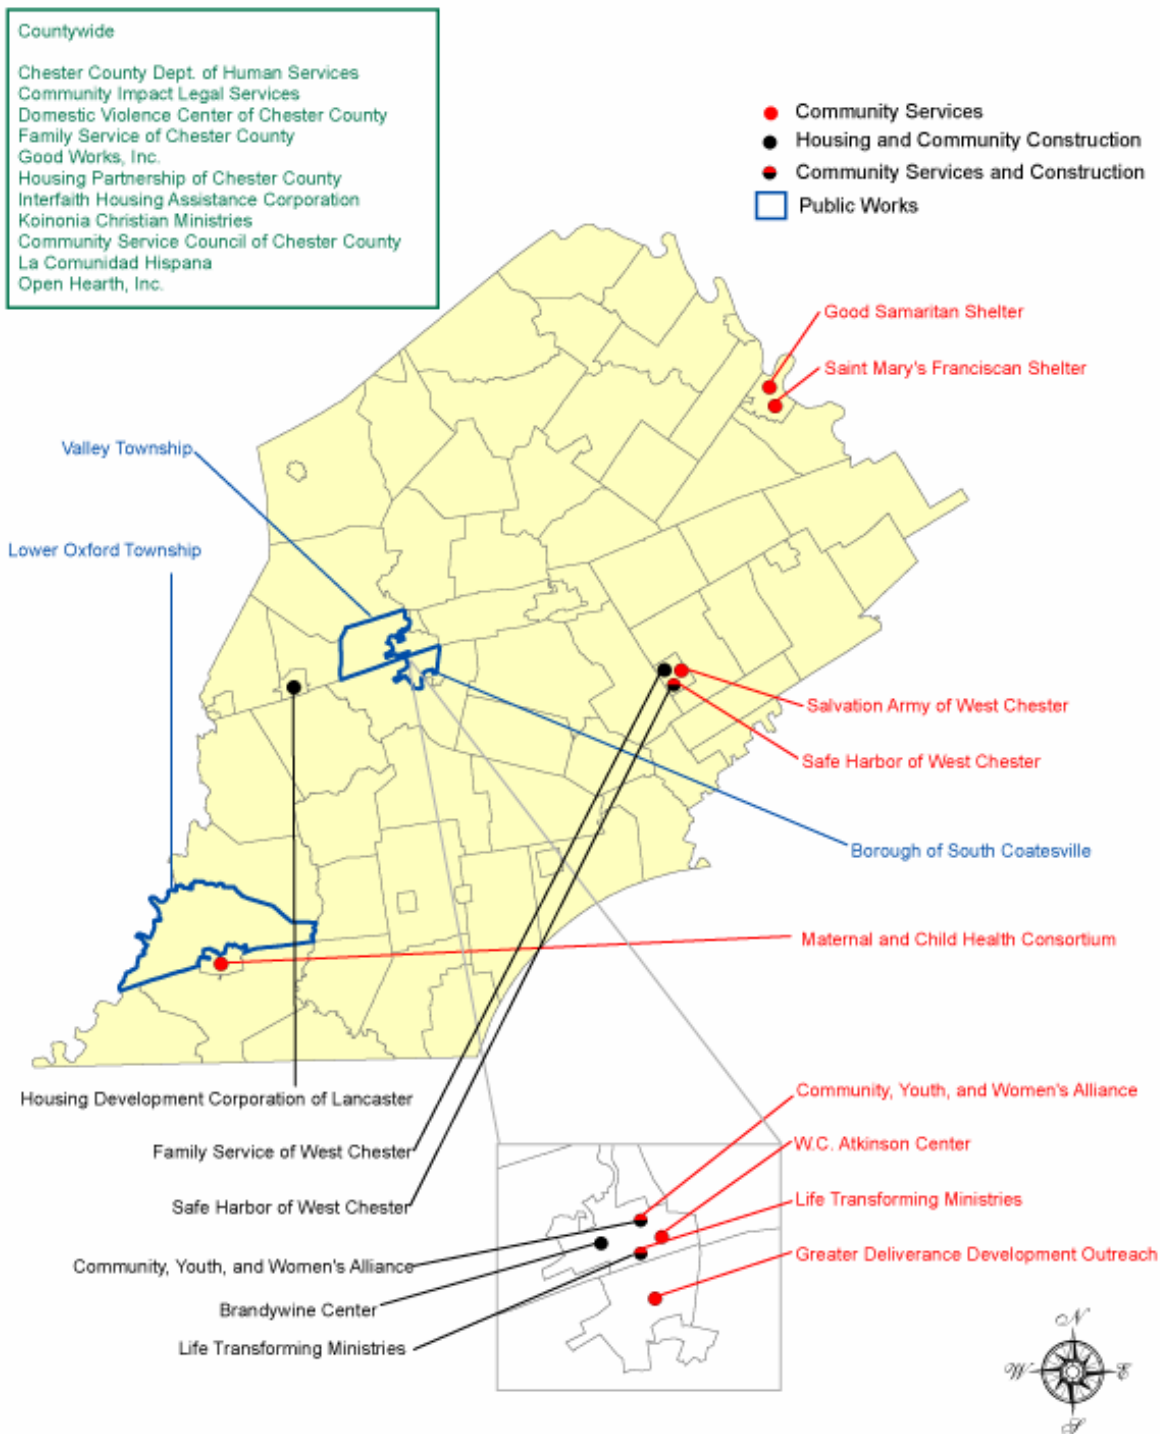 Countywide
Chester County Dept. of Human Services
Community Impact Legal Services
Domestic Violence Center of Chester County
Family Service of Chester County
Good Works, Inc.
Housing Partnership of Chester County
Interfaith Housing Assistance Corporation
Koinonia Christian Ministries
Community Service Council of Chester County
La Comunidad Hispana
Open Hearth, Inc.
Community Services
Housing and Community Construction
Community Services and Construction
Public Works
Good Samaritan Shelter
Saint Mary's Franciscan Shelter
Valley Township
Lower Oxford Township
Salvation Army of West Chester
Safe Harbor of West Chester
Borough of South Coatesville
Maternal and Child Health Consortium
Housing Development Corporation of Lancaster
Family Service of West Chester
Safe Harbor of West Chester
Community, Youth, and Women's Alliance
Brandywine Center
Life Transforming Ministries
Community, Youth, and Women's Alliance
W.C. Atkinson Center
Life Transforming Ministries
Greater Deliverance Development Outreach
N
W E
S